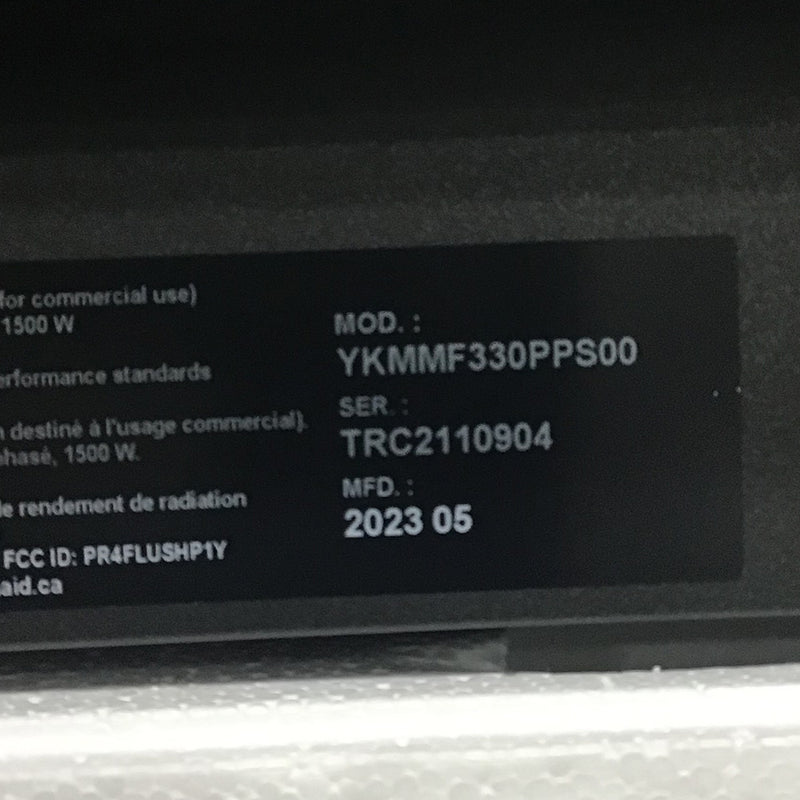 for commercial use)
1500 W
erformance standards
n destiné à l'usage commercial).
phasé, 1500 W.
le rendement de radiation
FCC ID: PR4FLUSHP1Y
aid.ca
MOD. :
YKMMF330PPS00
SER. :
TRC2110904
MFD. :
2023 05